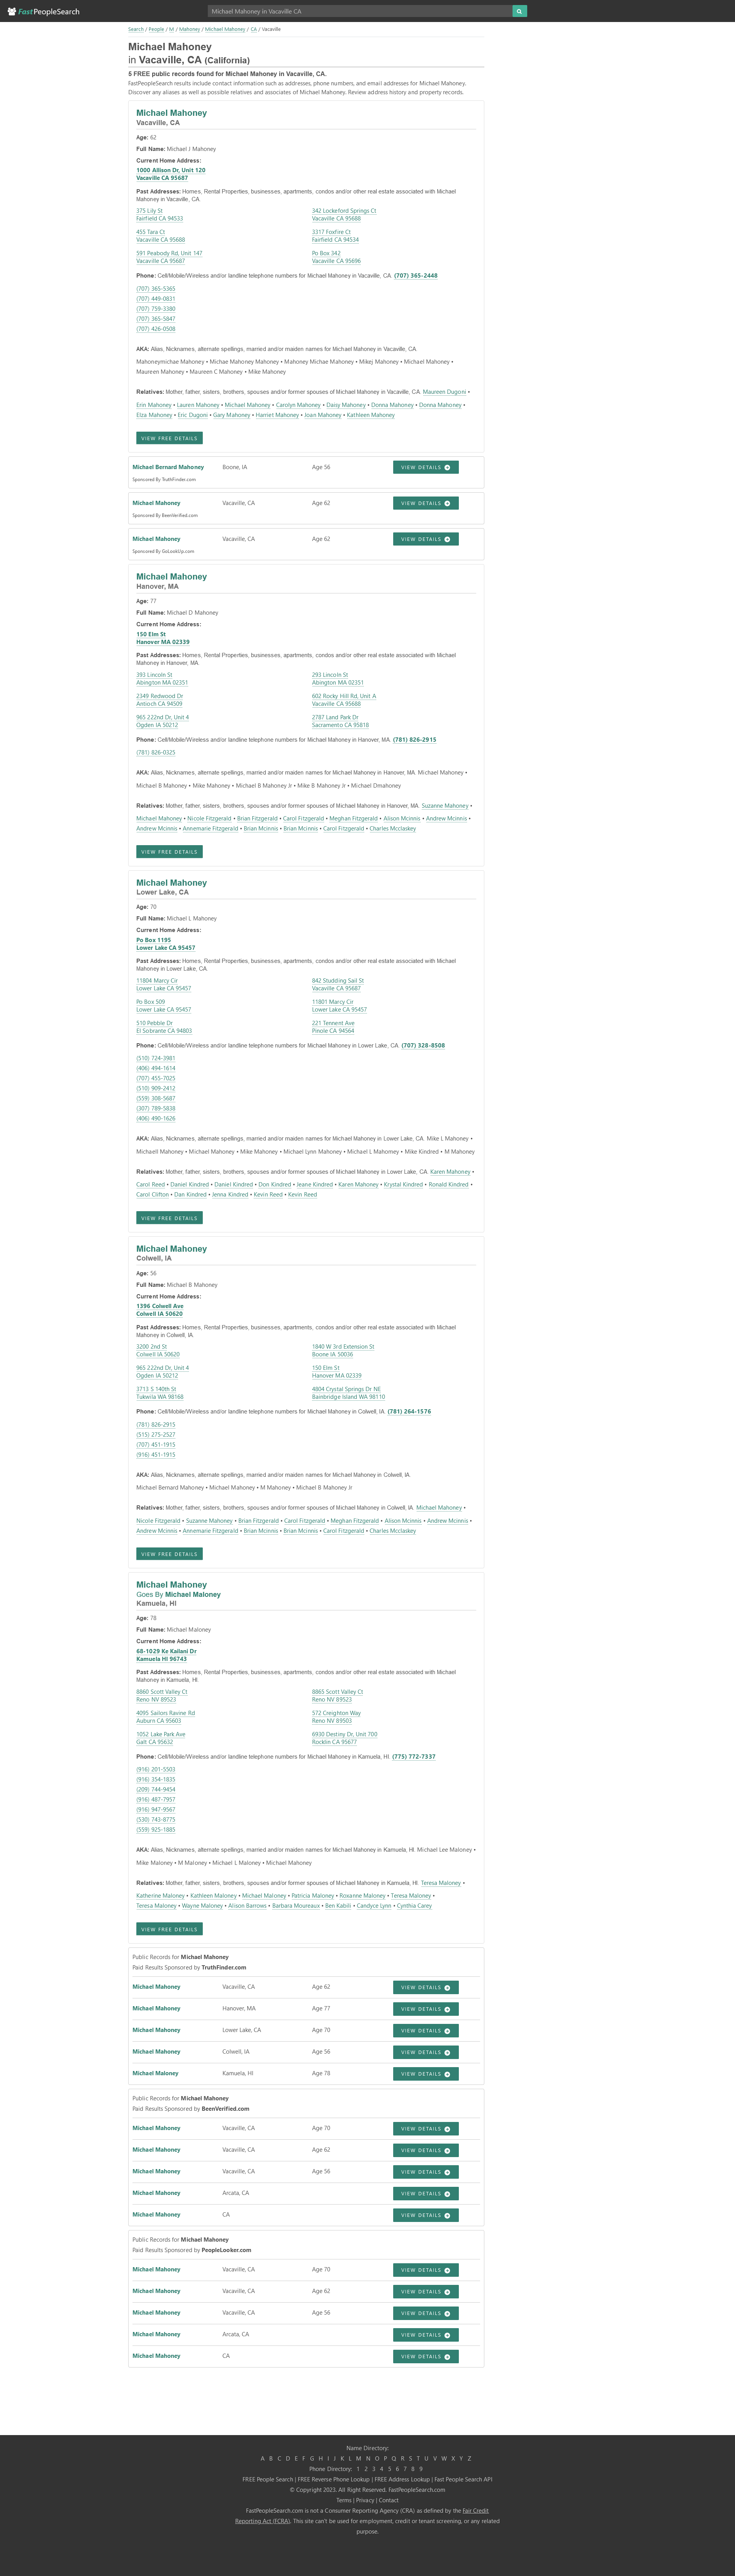 FastPeopleSearch
Michael Mahoney in Vacaville CA
Search / People / M / Mahoney / Michael Mahoney / CA / Vacaville
Michael Mahoney
in Vacaville, CA (California)
5 FREE public records found for Michael Mahoney in Vacaville, CA.
FastPeopleSearch results include contact information such as addresses, phone numbers, and email addresses for Michael Mahoney.
Discover any aliases as well as possible relatives and associates of Michael Mahoney. Review address history and property records.
Michael Mahoney
Vacaville, CA
Age: 62
Full Name: Michael J Mahoney
Current Home Address:
1000 Allison Dr, Unit 120
Vacaville CA 95687
Past Addresses: Homes, Rental Properties, businesses, apartments, condos and/or other real estate associated with Michael
Mahoney in Vacaville, CA.
375 Lily St
Fairfield CA 94533
342 Lockeford Springs Ct
Vacaville CA 95688
455 Tara Ct
Vacaville CA 95688
3317 Foxfire Ct
Fairfield CA 94534
591 Peabody Rd, Unit 147
Vacaville CA 95687
Po Box 342
Vacaville CA 95696
Phone: Cell/Mobile/Wireless and/or landline telephone numbers for Michael Mahoney in Vacaville, CA. (707) 365-2448
(707) 365-5365
(707) 449-0831
(707) 759-3380
(707) 365-5847
(707) 426-0508
AKA: Alias, Nicknames, alternate spellings, married and/or maiden names for Michael Mahoney in Vacaville, CA.
Mahoneymichae Mahoney • Michae Mahoney Mahoney • Mahoney Michae Mahoney • Mikej Mahoney • Michael Mahoney •
Maureen Mahoney • Maureen C Mahoney • Mike Mahoney
Relatives: Mother, father, sisters, brothers, spouses and/or former spouses of Michael Mahoney in Vacaville, CA. Maureen Dugoni •
Erin Mahoney • Lauren Mahoney • Michael Mahoney • Carolyn Mahoney • Daisy Mahoney • Donna Mahoney • Donna Mahoney •
Elza Mahoney • Eric Dugoni • Gary Mahoney • Harriet Mahoney • Joan Mahoney • Kathleen Mahoney
VIEW FREE DETAILS
Michael Bernard Mahoney Boone, IA Age 56 VIEW DETAILS
Sponsored By TruthFinder.com
Michael Mahoney Vacaville, CA Age 62 VIEW DETAILS
Sponsored By BeenVerified.com
Michael Mahoney Vacaville, CA Age 62 VIEW DETAILS
Sponsored By GoLookUp.com
Michael Mahoney
Hanover, MA
Age: 77
Full Name: Michael D Mahoney
Current Home Address:
150 Elm St
Hanover MA 02339
Past Addresses: Homes, Rental Properties, businesses, apartments, condos and/or other real estate associated with Michael
Mahoney in Hanover, MA.
393 Lincoln St
Abington MA 02351
293 Lincoln St
Abington MA 02351
2349 Redwood Dr
Antioch CA 94509
602 Rocky Hill Rd, Unit A
Vacaville CA 95688
965 222nd Dr, Unit 4
Ogden IA 50212
2787 Land Park Dr
Sacramento CA 95818
Phone: Cell/Mobile/Wireless and/or landline telephone numbers for Michael Mahoney in Hanover, MA. (781) 826-2915
(781) 826-0325
AKA: Alias, Nicknames, alternate spellings, married and/or maiden names for Michael Mahoney in Hanover, MA. Michael Mahoney •
Michael B Mahoney • Mike Mahoney • Michael B Mahoney Jr • Mike B Mahoney Jr • Michael Dmahoney
Relatives: Mother, father, sisters, brothers, spouses and/or former spouses of Michael Mahoney in Hanover, MA. Suzanne Mahoney •
Michael Mahoney • Nicole Fitzgerald • Brian Fitzgerald • Carol Fitzgerald • Meghan Fitzgerald • Alison Mcinnis • Andrew Mcinnis •
Andrew Mcinnis • Annemarie Fitzgerald • Brian Mcinnis • Brian Mcinnis • Carol Fitzgerald • Charles Mcclaskey
VIEW FREE DETAILS
Michael Mahoney
Lower Lake, CA
Age: 70
Full Name: Michael L Mahoney
Current Home Address:
Po Box 1195
Lower Lake CA 95457
Past Addresses: Homes, Rental Properties, businesses, apartments, condos and/or other real estate associated with Michael
Mahoney in Lower Lake, CA.
11804 Marcy Cir
Lower Lake CA 95457
842 Studding Sail St
Vacaville CA 95687
Po Box 509
Lower Lake CA 95457
11801 Marcy Cir
Lower Lake CA 95457
510 Pebble Dr
El Sobrante CA 94803
221 Tennent Ave
Pinole CA 94564
Phone: Cell/Mobile/Wireless and/or landline telephone numbers for Michael Mahoney in Lower Lake, CA. (707) 328-8508
(510) 724-3981
(406) 494-1614
(707) 455-7025
(510) 909-2412
(559) 308-5687
(307) 789-5838
(406) 490-1626
AKA: Alias, Nicknames, alternate spellings, married and/or maiden names for Michael Mahoney in Lower Lake, CA. Mike L Mahoney •
Michaell Mahoney • Michael Mahoney • Mike Mahoney • Michael Lynn Mahoney • Michael L Mahomey • Mike Kindred • M Mahoney
Relatives: Mother, father, sisters, brothers, spouses and/or former spouses of Michael Mahoney in Lower Lake, CA. Karen Mahoney •
Carol Reed • Daniel Kindred • Daniel Kindred • Don Kindred • Jeane Kindred • Karen Mahoney • Krystal Kindred • Ronald Kindred •
Carol Clifton • Dan Kindred • Jenna Kindred • Kevin Reed • Kevin Reed
VIEW FREE DETAILS
Michael Mahoney
Colwell, IA
Age: 56
Full Name: Michael B Mahoney
Current Home Address:
1396 Colwell Ave
Colwell IA 50620
Past Addresses: Homes, Rental Properties, businesses, apartments, condos and/or other real estate associated with Michael
Mahoney in Colwell, IA.
3200 2nd St
Colwell IA 50620
1840 W 3rd Extension St
Boone IA 50036
965 222nd Dr, Unit 4
Ogden IA 50212
150 Elm St
Hanover MA 02339
3713 S 140th St
Tukwila WA 98168
4804 Crystal Springs Dr NE
Bainbridge Island WA 98110
Phone: Cell/Mobile/Wireless and/or landline telephone numbers for Michael Mahoney in Colwell, IA. (781) 264-1576
(781) 826-2915
(515) 275-2527
(707) 451-1915
(916) 451-1915
AKA: Alias, Nicknames, alternate spellings, married and/or maiden names for Michael Mahoney in Colwell, IA.
Michael Bernard Mahoney • Michael Mahoney • M Mahoney • Michael B Mahoney Jr
Relatives: Mother, father, sisters, brothers, spouses and/or former spouses of Michael Mahoney in Colwell, IA. Michael Mahoney •
Nicole Fitzgerald • Suzanne Mahoney • Brian Fitzgerald • Carol Fitzgerald • Meghan Fitzgerald • Alison Mcinnis • Andrew Mcinnis •
Andrew Mcinnis • Annemarie Fitzgerald • Brian Mcinnis • Brian Mcinnis • Carol Fitzgerald • Charles Mcclaskey
VIEW FREE DETAILS
Michael Mahoney
Goes By Michael Maloney
Kamuela, HI
Age: 78
Full Name: Michael Maloney
Current Home Address:
68-1029 Ke Kailani Dr
Kamuela HI 96743
Past Addresses: Homes, Rental Properties, businesses, apartments, condos and/or other real estate associated with Michael
Mahoney in Kamuela, HI.
8860 Scott Valley Ct
Reno NV 89523
8865 Scott Valley Ct
Reno NV 89523
4095 Sailors Ravine Rd
Auburn CA 95603
572 Creighton Way
Reno NV 89503
1052 Lake Park Ave
Galt CA 95632
6930 Destiny Dr, Unit 700
Rocklin CA 95677
Phone: Cell/Mobile/Wireless and/or landline telephone numbers for Michael Mahoney in Kamuela, HI. (775) 772-7337
(916) 201-5503
(916) 354-1835
(209) 744-9454
(916) 487-7957
(916) 947-9567
(530) 743-8775
(559) 925-1885
AKA: Alias, Nicknames, alternate spellings, married and/or maiden names for Michael Mahoney in Kamuela, HI. Michael Lee Maloney •
Mike Maloney • M Maloney • Michael L Maloney • Michael Mahoney
Relatives: Mother, father, sisters, brothers, spouses and/or former spouses of Michael Mahoney in Kamuela, HI. Teresa Maloney •
Katherine Maloney • Kathleen Maloney • Michael Maloney • Patricia Maloney • Roxanne Maloney • Teresa Maloney •
Teresa Maloney • Wayne Maloney • Alison Barrows • Barbara Moureaux • Ben Kabili • Candyce Lynn • Cynthia Carey
VIEW FREE DETAILS
Public Records for Michael Mahoney
Paid Results Sponsored by TruthFinder.com
Michael Mahoney Vacaville, CA Age 62 VIEW DETAILS
Michael Mahoney Hanover, MA Age 77 VIEW DETAILS
Michael Mahoney Lower Lake, CA Age 70 VIEW DETAILS
Michael Mahoney Colwell, IA Age 56 VIEW DETAILS
Michael Maloney Kamuela, HI Age 78 VIEW DETAILS
Public Records for Michael Mahoney
Paid Results Sponsored by BeenVerified.com
Michael Mahoney Vacaville, CA Age 70 VIEW DETAILS
Michael Mahoney Vacaville, CA Age 62 VIEW DETAILS
Michael Mahoney Vacaville, CA Age 56 VIEW DETAILS
Michael Mahoney Arcata, CA VIEW DETAILS
Michael Mahoney CA VIEW DETAILS
Public Records for Michael Mahoney
Paid Results Sponsored by PeopleLooker.com
Michael Mahoney Vacaville, CA Age 70 VIEW DETAILS
Michael Mahoney Vacaville, CA Age 62 VIEW DETAILS
Michael Mahoney Vacaville, CA Age 56 VIEW DETAILS
Michael Mahoney Arcata, CA VIEW DETAILS
Michael Mahoney CA VIEW DETAILS
Name Directory:
A B C D E F G H I J K L M N O P Q R S T U V W X Y Z
Phone Directory: 1 2 3 4 5 6 7 8 9
FREE People Search | FREE Reverse Phone Lookup | FREE Address Lookup | Fast People Search API
© Copyright 2023. All Right Reserved. FastPeopleSearch.com
Terms | Privacy | Contact
FastPeopleSearch.com is not a Consumer Reporting Agency (CRA) as defined by the Fair Credit
Reporting Act (FCRA). This site can't be used for employment, credit or tenant screening, or any related
purpose.